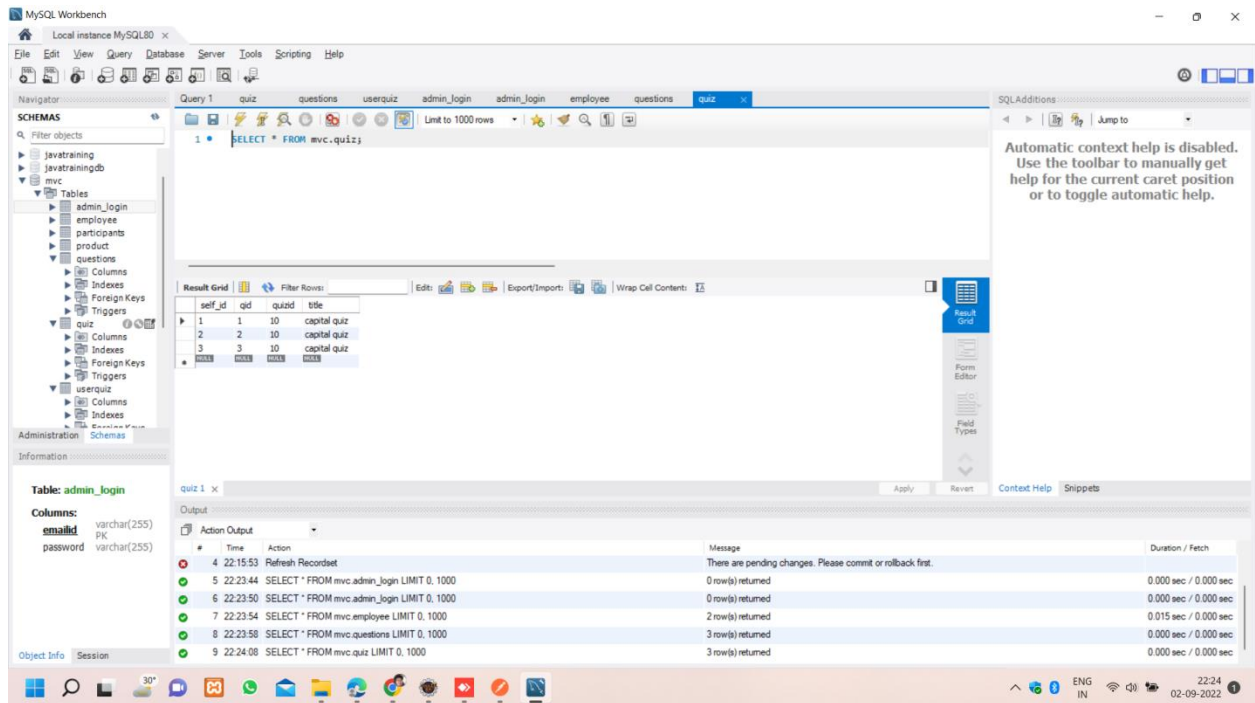 MySQL Workbench
Local instance MySQL80 ×
File Edit View Query Database Server Tools Scripting Help
Navigator
SCHEMAS
Filter objects
javatraining
javatrainingdb
mvc
Tables
admin_login
employee
participants
product
questions
Columns
Indexes
Foreign Keys
Triggers
quiz
Columns
Indexes
Foreign Keys
Triggers
userquiz
Columns
Indexes
Foreign Keys
Administration Schemas
Information
Table: admin_login
Columns:
emailid varchar(255) PK
password varchar(255)
Object Info Session
Query 1 quiz questions userquiz admin_login admin_login employee questions quiz ×
Limit to 1000 rows
1 SELECT * FROM mvc.quiz;
Result Grid Filter Rows: Edit: Export/Import: Wrap Cell Content:
self_id qid quizid title
1 1 10 capital quiz
2 2 10 capital quiz
3 3 10 capital quiz
NULL NULL NULL NULL
Result Grid
Form Editor
Field Types
quiz 1 × Apply Revert
SQLAdditions
Jump to
Automatic context help is disabled.
Use the toolbar to manually get
help for the current caret position
or to toggle automatic help.
Context Help Snippets
Output
Action Output
# Time Action Message Duration / Fetch
4 22:15:53 Refresh Recordset There are pending changes. Please commit or rollback first.
5 22:23:44 SELECT * FROM mvc.admin_login LIMIT 0, 1000 0 row(s) returned 0.000 sec / 0.000 sec
6 22:23:50 SELECT * FROM mvc.admin_login LIMIT 0, 1000 0 row(s) returned 0.000 sec / 0.000 sec
7 22:23:54 SELECT * FROM mvc.employee LIMIT 0, 1000 2 row(s) returned 0.015 sec / 0.000 sec
8 22:23:58 SELECT * FROM mvc.questions LIMIT 0, 1000 3 row(s) returned 0.000 sec / 0.000 sec
9 22:24:08 SELECT * FROM mvc.quiz LIMIT 0, 1000 3 row(s) returned 0.000 sec / 0.000 sec
30°
ENG
IN
22:24
02-09-2022
1